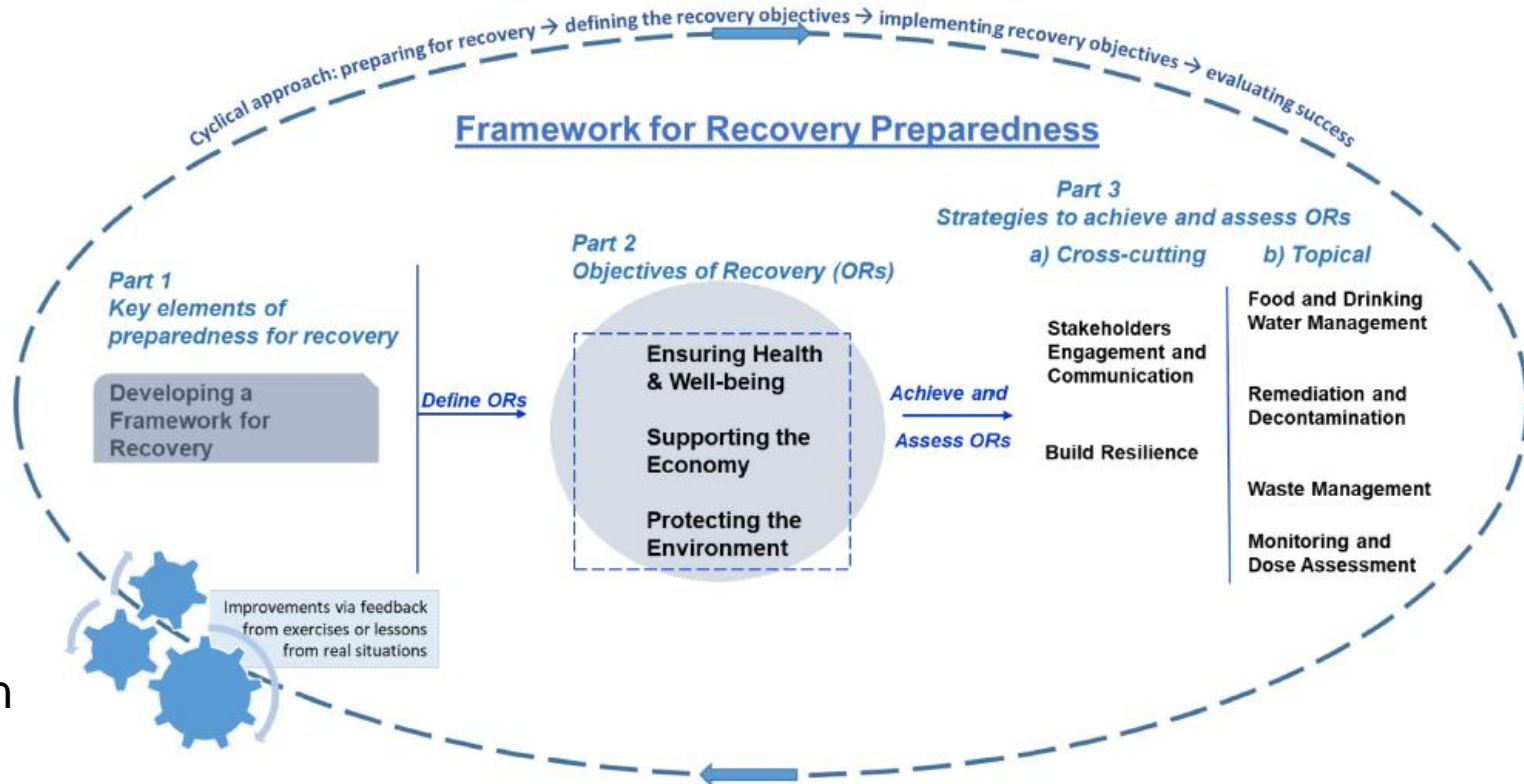 Cyclical approach: preparing for recovery → defining the recovery objectives → implementing recovery objectives → evaluating success
Framework for Recovery Preparedness
Part 1
Key elements of
preparedness for recovery
Developing a
Framework for
Recovery
Define ORs
Part 2
Objectives of Recovery (ORs)
Ensuring Health
& Well-being
Supporting the
Economy
Protecting the
Environment
Achieve and
Assess ORs
Part 3
Strategies to achieve and assess ORs
a) Cross-cutting
Stakeholders
Engagement and
Communication
Build Resilience
b) Topical
Food and Drinking
Water Management
Remediation and
Decontamination
Waste Management
Monitoring and
Dose Assessment
Improvements via feedback
from exercises or lessons
from real situations